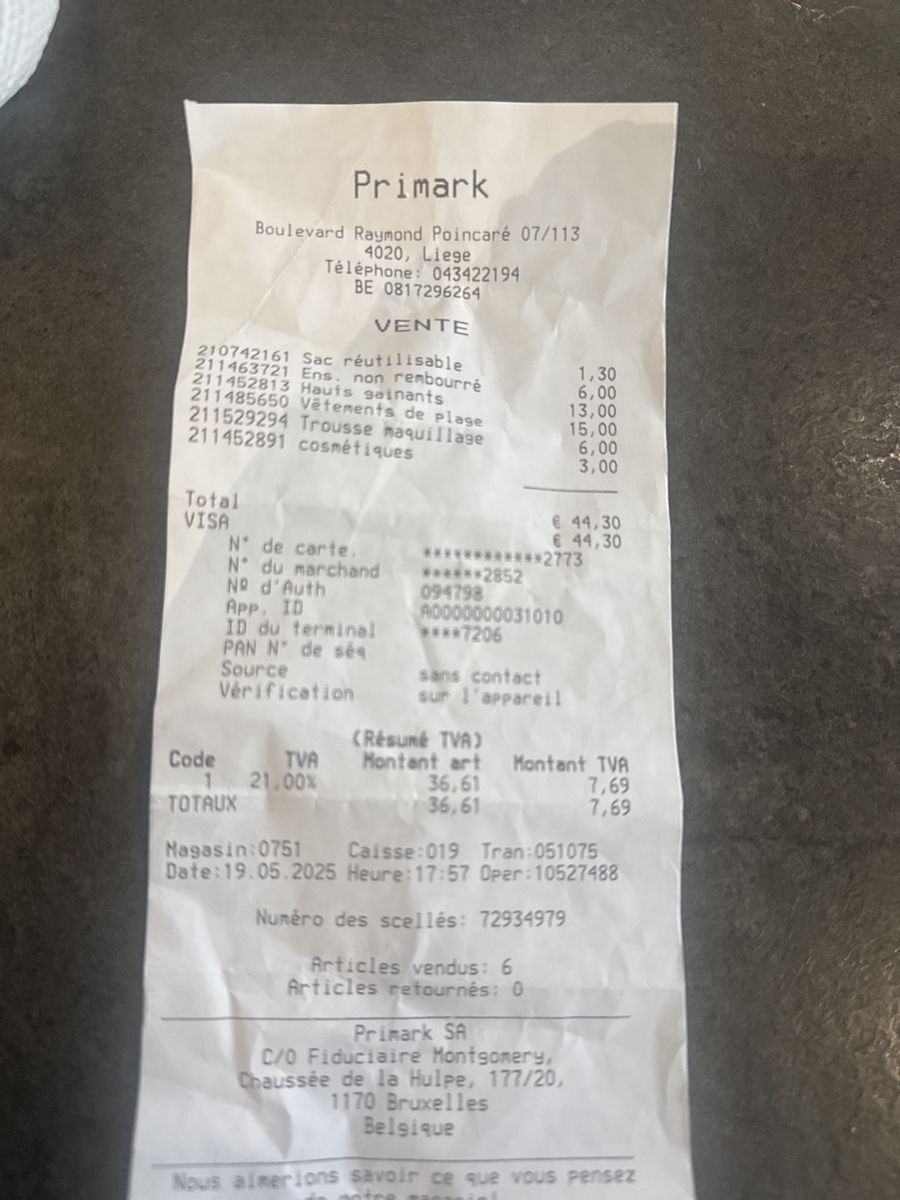 Primark
Boulevard Raymond Poincaré 07/113
4020, Liege
Téléphone: 043422194
BE 0817296264
VENTE
210742161 Sac réutilisable 1,30
211463721 Ens. non rembourré 6,00
211452813 Hauts gainants 13,00
211485650 Vêtements de plage 15,00
211529294 Trousse maquillage 6,00
211452891 cosmétiques 3,00
Total € 44,30
VISA € 44,30
N° de carte. ************2773
N° du marchand ******2852
Nº d'Auth 094798
App. ID A0000000031010
ID du terminal ****7206
PAN N° de séq
Source sans contact
Vérification sur l'appareil
(Résumé TVA)
Code TVA Montant art Montant TVA
1 21.00% 36,61 7,69
TOTAUX 36,61 7,69
Magasin:0751 Caisse:019 Tran:051075
Date:19.05.2025 Heure:17:57 Oper:10527488
Numéro des scellés: 72934979
Articles vendus: 6
Articles retournés: 0
Primark SA
C/O Fiduciaire Montgomery,
Chaussée de la Hulpe, 177/20,
1170 Bruxelles
Belgique
Nous aimerions savoir ce que vous pensez
de notre magasin!